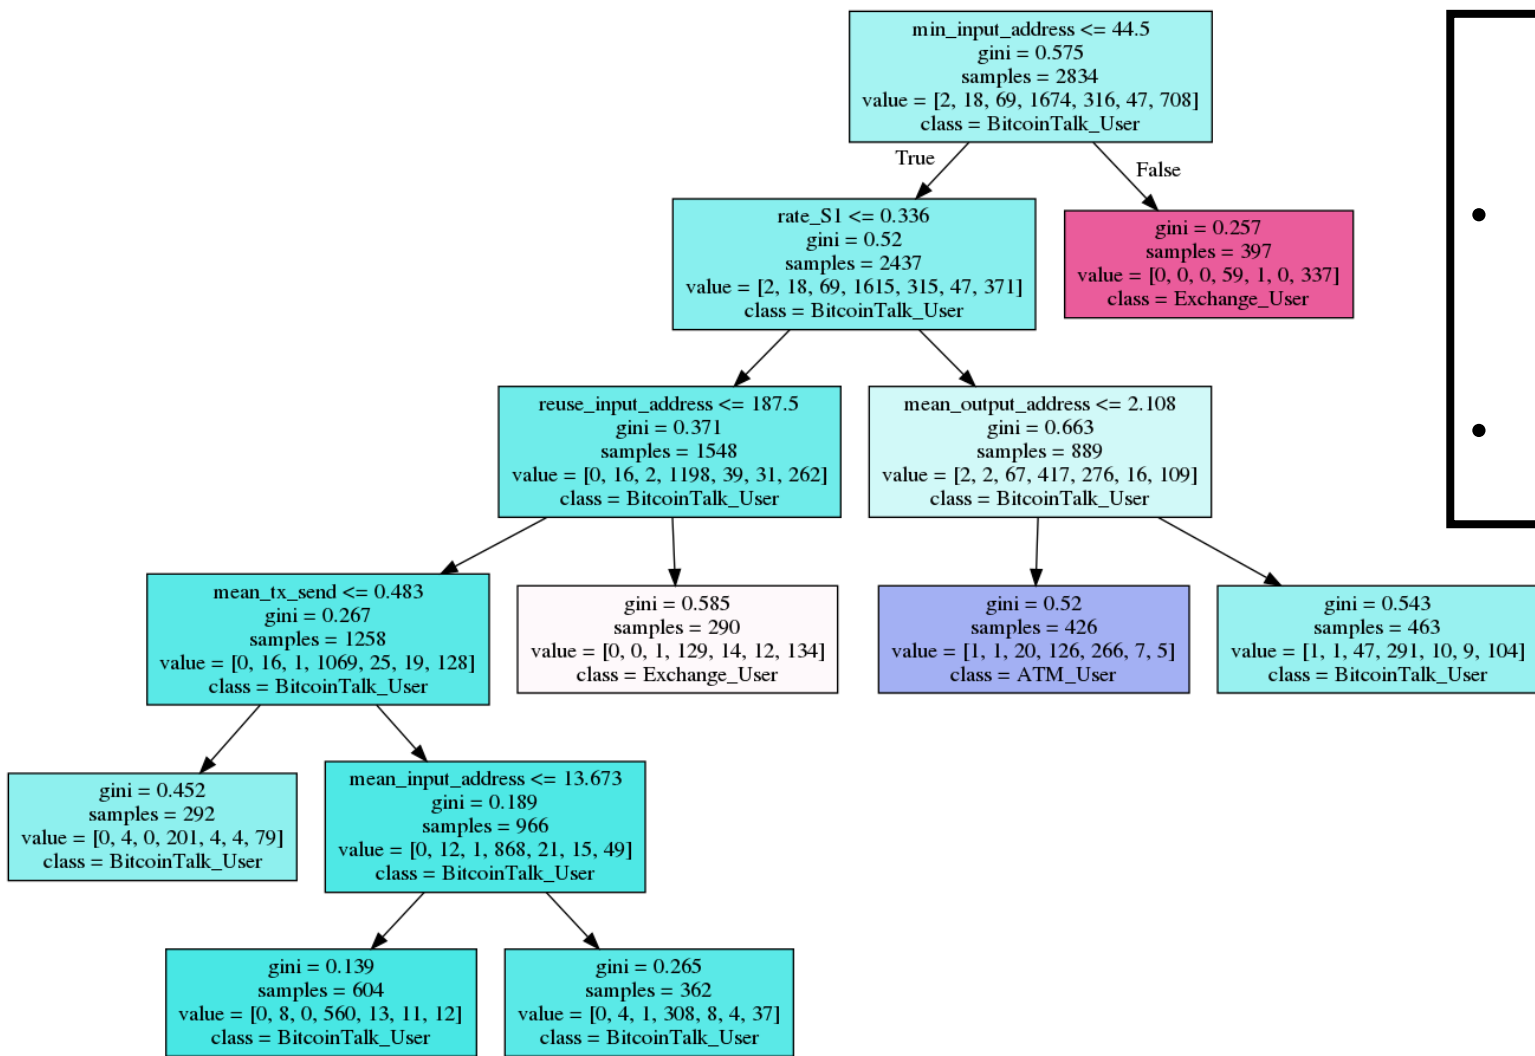 min_input_address <= 44.5
gini = 0.575
samples = 2834
value = [2, 18, 69, 1674, 316, 47, 708]
class = BitcoinTalk_User
True
False
rate_S1 <= 0.336
gini = 0.52
samples = 2437
value = [2, 18, 69, 1615, 315, 47, 371]
class = BitcoinTalk_User
gini = 0.257
samples = 397
value = [0, 0, 0, 59, 1, 0, 337]
class = Exchange_User
reuse_input_address <= 187.5
gini = 0.371
samples = 1548
value = [0, 16, 2, 1198, 39, 31, 262]
class = BitcoinTalk_User
mean_output_address <= 2.108
gini = 0.663
samples = 889
value = [2, 2, 67, 417, 276, 16, 109]
class = BitcoinTalk_User
mean_tx_send <= 0.483
gini = 0.267
samples = 1258
value = [0, 16, 1, 1069, 25, 19, 128]
class = BitcoinTalk_User
gini = 0.585
samples = 290
value = [0, 0, 1, 129, 14, 12, 134]
class = Exchange_User
gini = 0.52
samples = 426
value = [1, 1, 20, 126, 266, 7, 5]
class = ATM_User
gini = 0.543
samples = 463
value = [1, 1, 47, 291, 10, 9, 104]
class = BitcoinTalk_User
gini = 0.452
samples = 292
value = [0, 4, 0, 201, 4, 4, 79]
class = BitcoinTalk_User
mean_input_address <= 13.673
gini = 0.189
samples = 966
value = [0, 12, 1, 868, 21, 15, 49]
class = BitcoinTalk_User
gini = 0.139
samples = 604
value = [0, 8, 0, 560, 13, 11, 12]
class = BitcoinTalk_User
gini = 0.265
samples = 362
value = [0, 4, 1, 308, 8, 4, 37]
class = BitcoinTalk_User